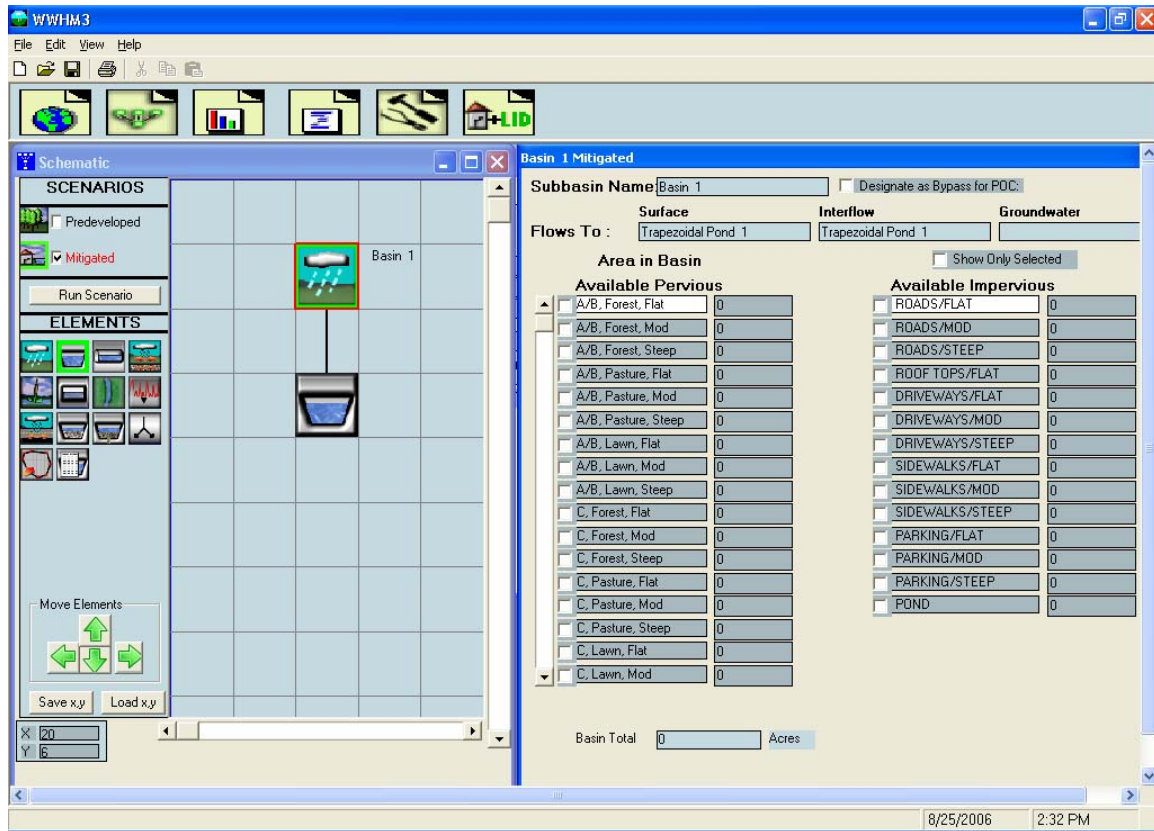 WWHM3
File Edit View Help
+LID
Schematic
SCENARIOS
Predeveloped
Mitigated
Run Scenario
ELEMENTS
Move Elements
Save x,y Load x,y
X 20
Y 6
Basin 1
Basin 1 Mitigated
Subbasin Name: Basin 1 Designate as Bypass for POC:
Surface Interflow Groundwater
Flows To : Trapezoidal Pond 1 Trapezoidal Pond 1
Area in Basin Show Only Selected
Available Pervious Available Impervious
A/B, Forest, Flat 0 ROADS/FLAT 0
A/B, Forest, Mod 0 ROADS/MOD 0
A/B, Forest, Steep 0 ROADS/STEEP 0
A/B, Pasture, Flat 0 ROOF TOPS/FLAT 0
A/B, Pasture, Mod 0 DRIVEWAYS/FLAT 0
A/B, Pasture, Steep 0 DRIVEWAYS/MOD 0
A/B, Lawn, Flat 0 DRIVEWAYS/STEEP 0
A/B, Lawn, Mod 0 SIDEWALKS/FLAT 0
A/B, Lawn, Steep 0 SIDEWALKS/MOD 0
C, Forest, Flat 0 SIDEWALKS/STEEP 0
C, Forest, Mod 0 PARKING/FLAT 0
C, Forest, Steep 0 PARKING/MOD 0
C, Pasture, Flat 0 PARKING/STEEP 0
C, Pasture, Mod 0 POND 0
C, Pasture, Steep 0
C, Lawn, Flat 0
C, Lawn, Mod 0
Basin Total 0 Acres
8/25/2006 2:32 PM